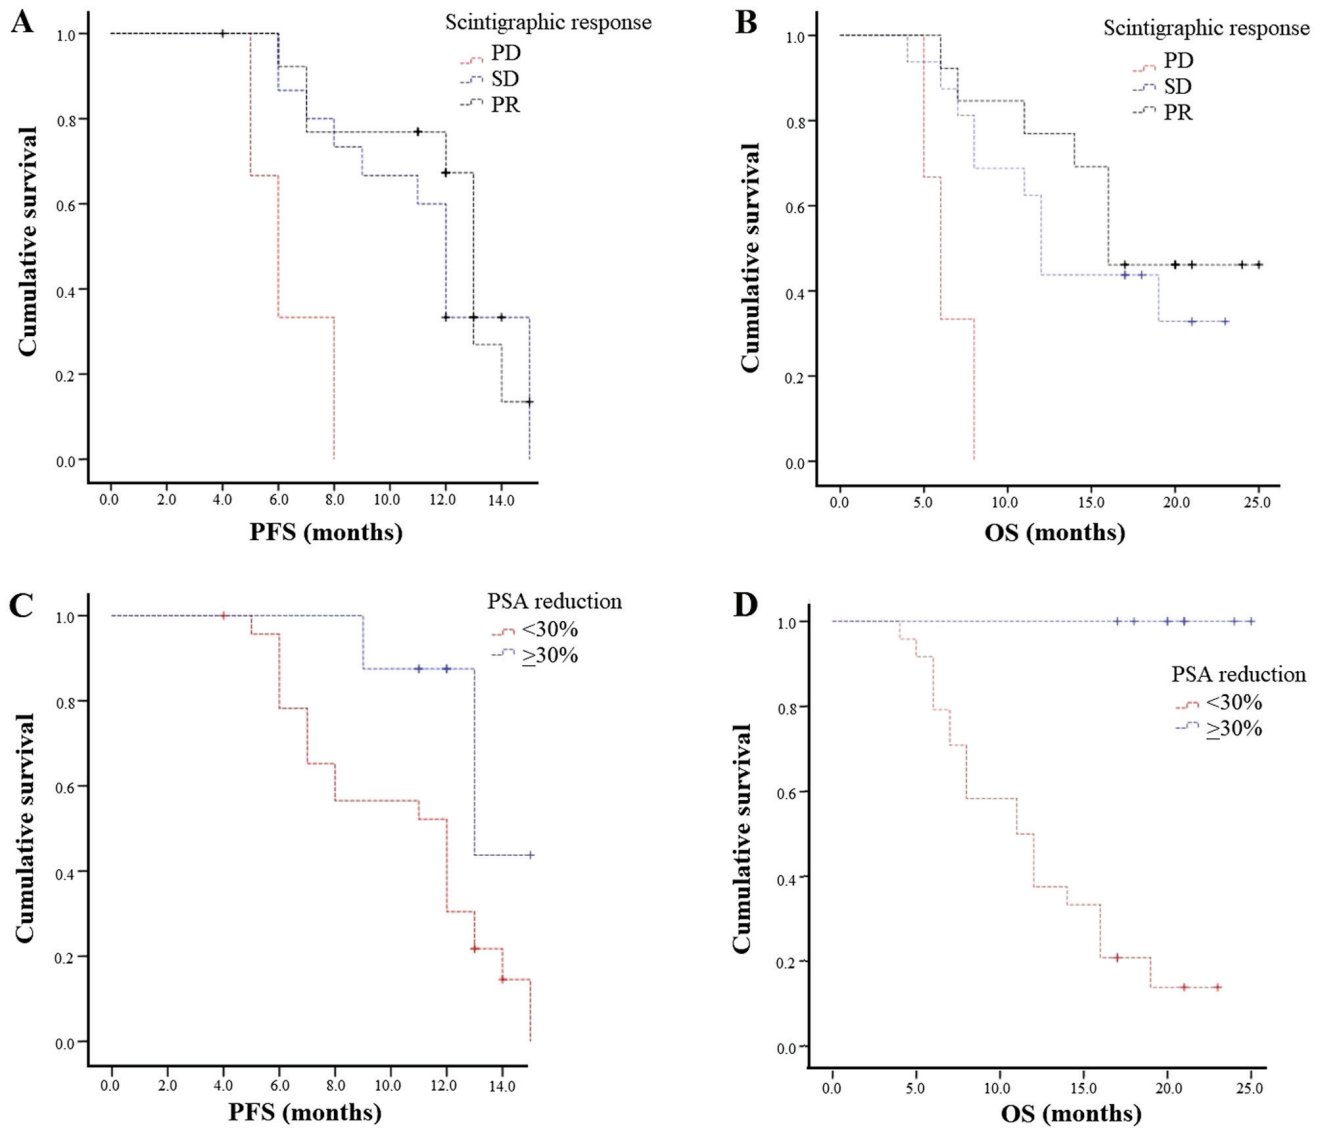 A
Scintigraphic response
PD
SD
PR
1.0
0.8
0.6
0.4
0.2
0.0
Cumulative survival
0.0 2.0 4.0 6.0 8.0 10.0 12.0 14.0
PFS (months)
B
Scintigraphic response
PD
SD
PR
1.0
0.8
0.6
0.4
0.2
0.0
Cumulative survival
0.0 5.0 10.0 15.0 20.0 25.0
OS (months)
C
PSA reduction
<30%
≥30%
1.0
0.8
0.6
0.4
0.2
0.0
Cumulative survival
0.0 2.0 4.0 6.0 8.0 10.0 12.0 14.0
PFS (months)
D
PSA reduction
<30%
≥30%
1.0
0.8
0.6
0.4
0.2
0.0
Cumulative survival
0.0 5.0 10.0 15.0 20.0 25.0
OS (months)